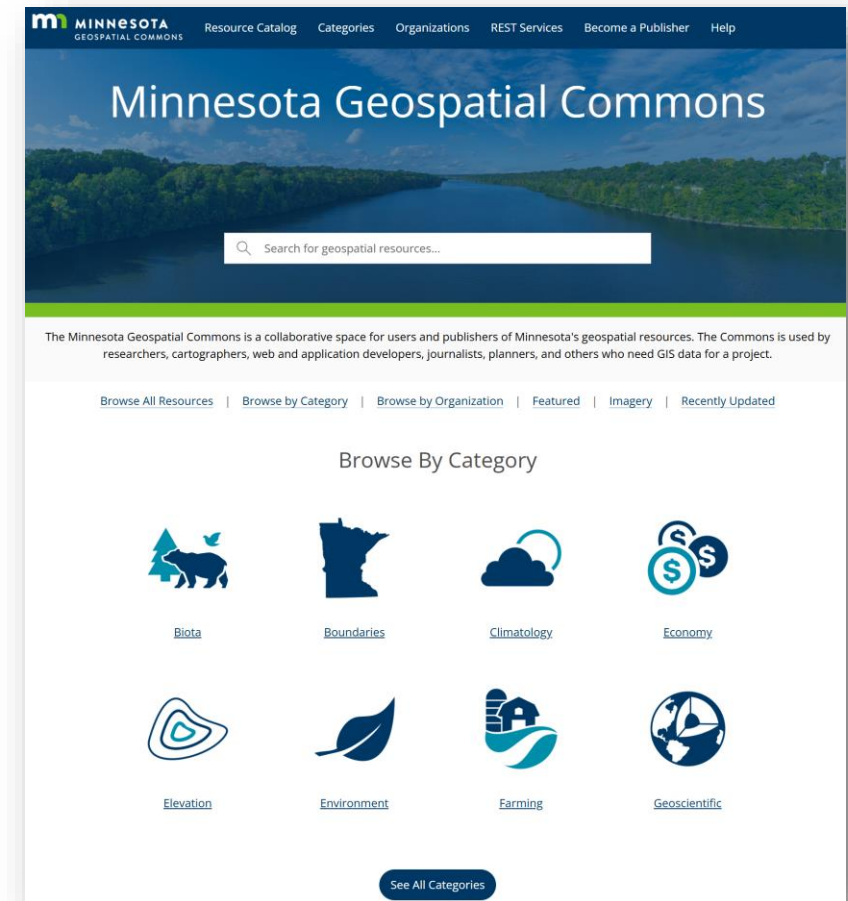 MINNESOTA
GEOSPATIAL COMMONS
Resource Catalog Categories Organizations REST Services Become a Publisher Help
Minnesota Geospatial Commons
Search for geospatial resources...
The Minnesota Geospatial Commons is a collaborative space for users and publishers of Minnesota's geospatial resources. The Commons is used by
researchers, cartographers, web and application developers, journalists, planners, and others who need GIS data for a project.
Browse All Resources | Browse by Category | Browse by Organization | Featured | Imagery | Recently Updated
Browse By Category
Biota Boundaries Climatology Economy
Elevation Environment Farming Geoscientific
See All Categories